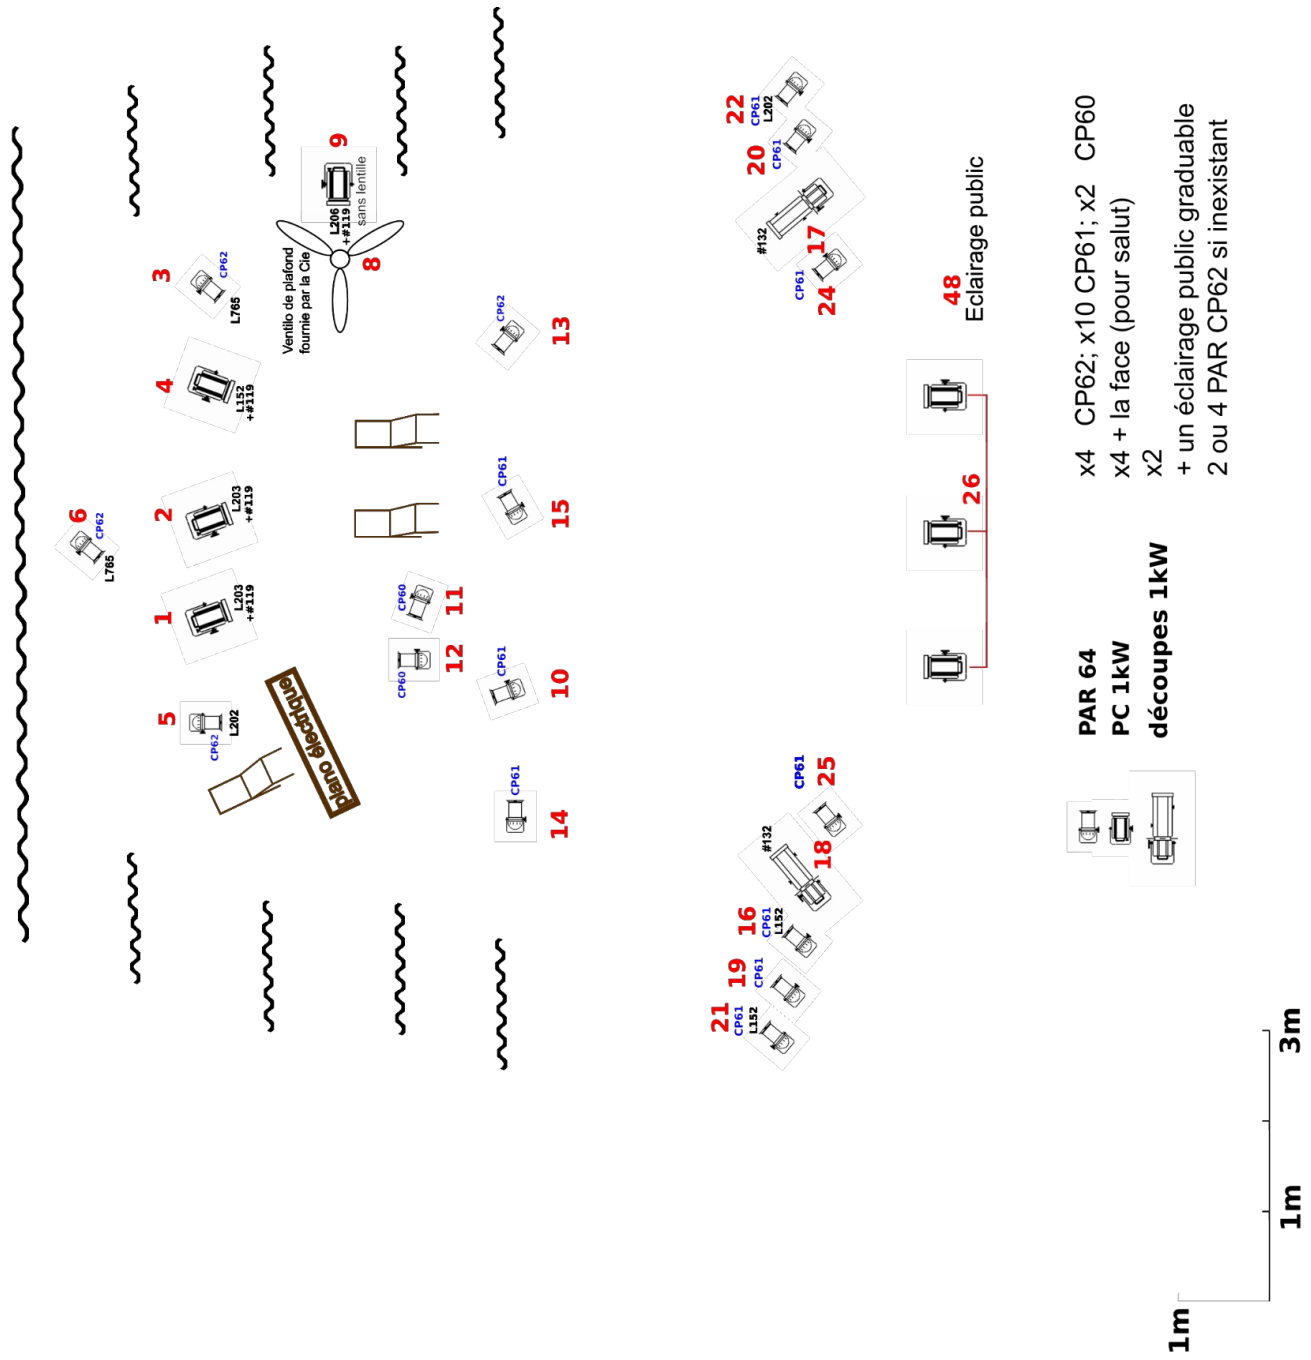 6
CP62
L765
5
CP62
L202
1
L203
+#119
2
L203
+#119
4
L152
+#119
3
CP62
L765
piano électrique
Ventilo de plafond
fournie par la Cie
8
L206
+#119
sans lentille
9
CP60
12
CP60
11
CP61
14
CP61
10
CP61
15
CP62
13
21
CP61
L152
19
CP61
16
CP61
L152
#132
18
CP61
25
CP61
24
#132
17
20
CP61
22
CP61
L202
48
Eclairage public
26
PAR 64
x4 CP62; x10 CP61; x2 CP60
PC 1kW
x4 + la face (pour salut)
découpes 1kW
x2
+ un éclairage public graduable
2 ou 4 PAR CP62 si inexistant
1m
1m
3m